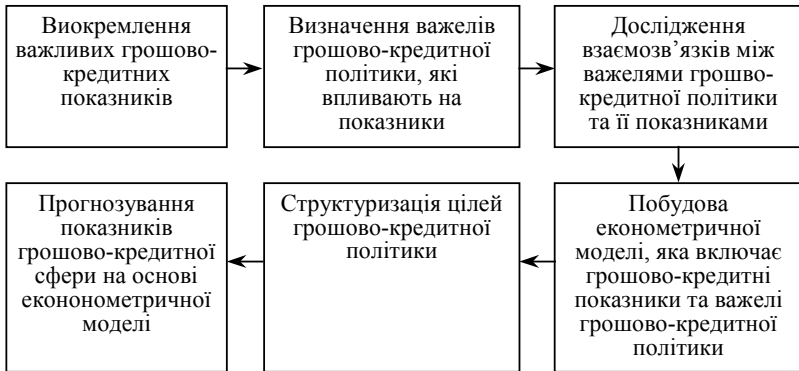 Виокремлення
важливих грошово-
кредитних
показників
Визначення важелів
грошово-кредитної
політики, які
впливають на
показники
Дослідження
взаємозв’язків між
важелями грошво-
кредитної політики
та її показниками
Побудова
економетричної
моделі, яка включає
грошово-кредитні
показники та важелі
грошово-кредитної
політики
Структуризація цілей
грошово-кредитної
політики
Прогнозування
показників
грошово-кредитної
сфери на основі
економонетричної
моделі